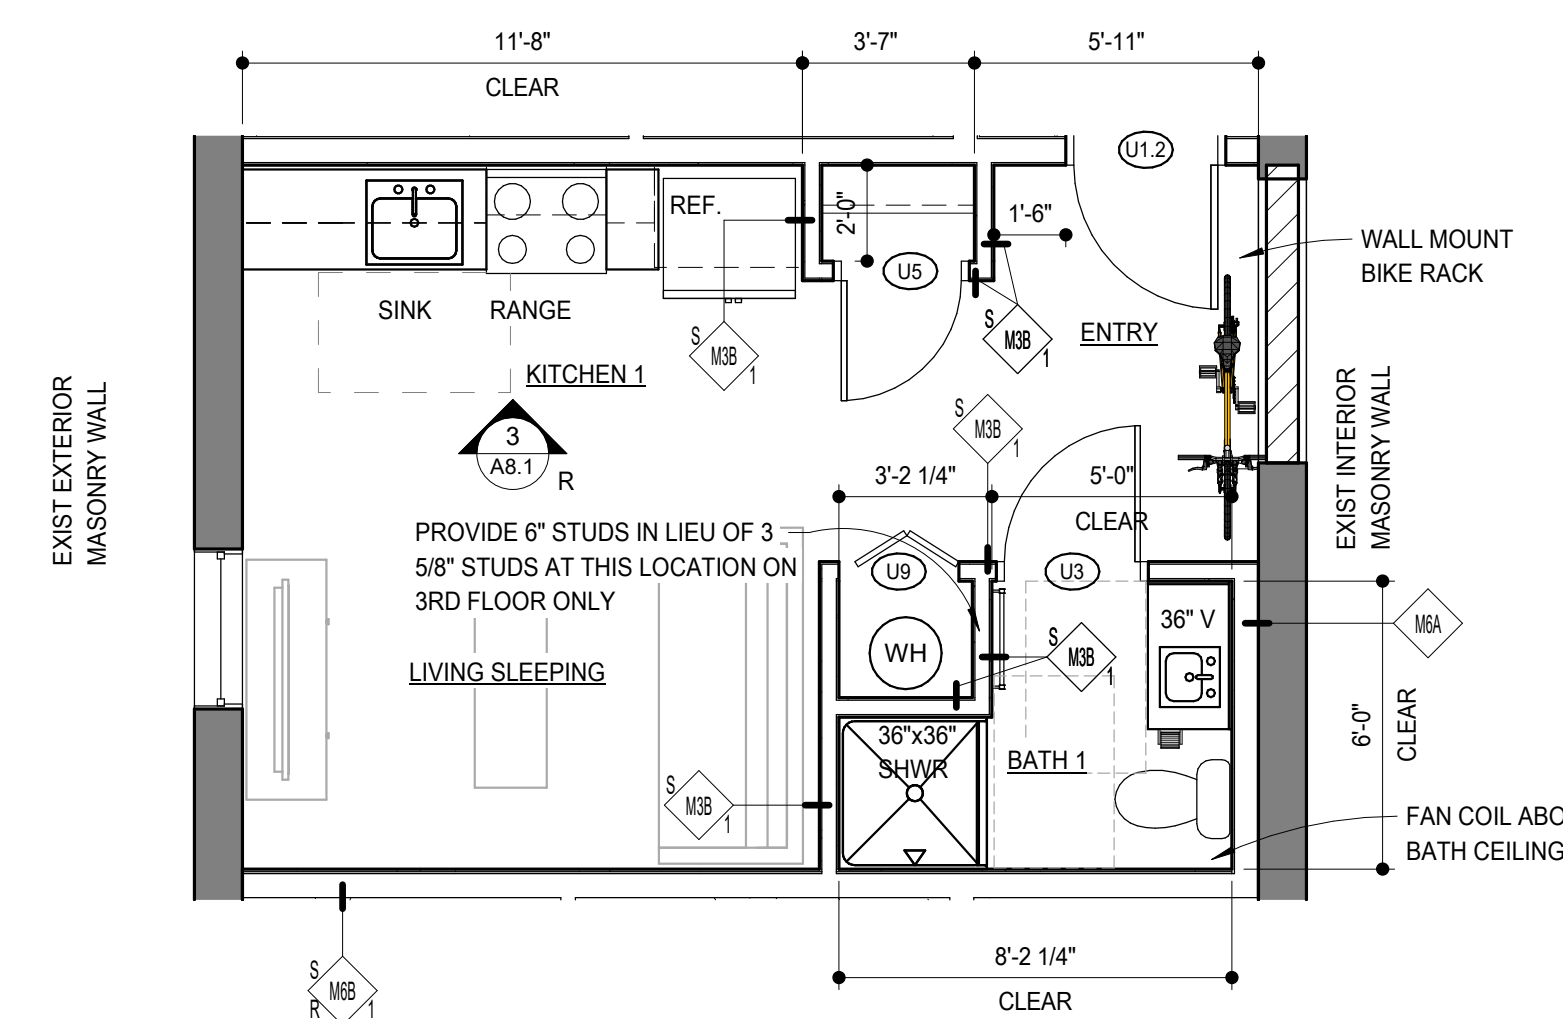 11'-8"
3'-7"
5'-11"
CLEAR
U1.2
REF.
2'-0"
1'-6"
U5
WALL MOUNT
BIKE RACK
SINK
RANGE
S
M3B
1
S
M3B
1
ENTRY
KITCHEN 1
EXIST EXTERIOR
MASONRY WALL
EXIST INTERIOR
MASONRY WALL
3
A8.1
R
S
M3B
1
3'-2 1/4"
5'-0"
CLEAR
PROVIDE 6" STUDS IN LIEU OF 3
5/8" STUDS AT THIS LOCATION ON
3RD FLOOR ONLY
U9
U3
36" V
M6A
WH
S
M3B
1
LIVING SLEEPING
6'-0"
CLEAR
36"x36"
SHWR
BATH 1
S
M3B
1
FAN COIL ABO
BATH CEILING
8'-2 1/4"
CLEAR
S
M6B
R
1